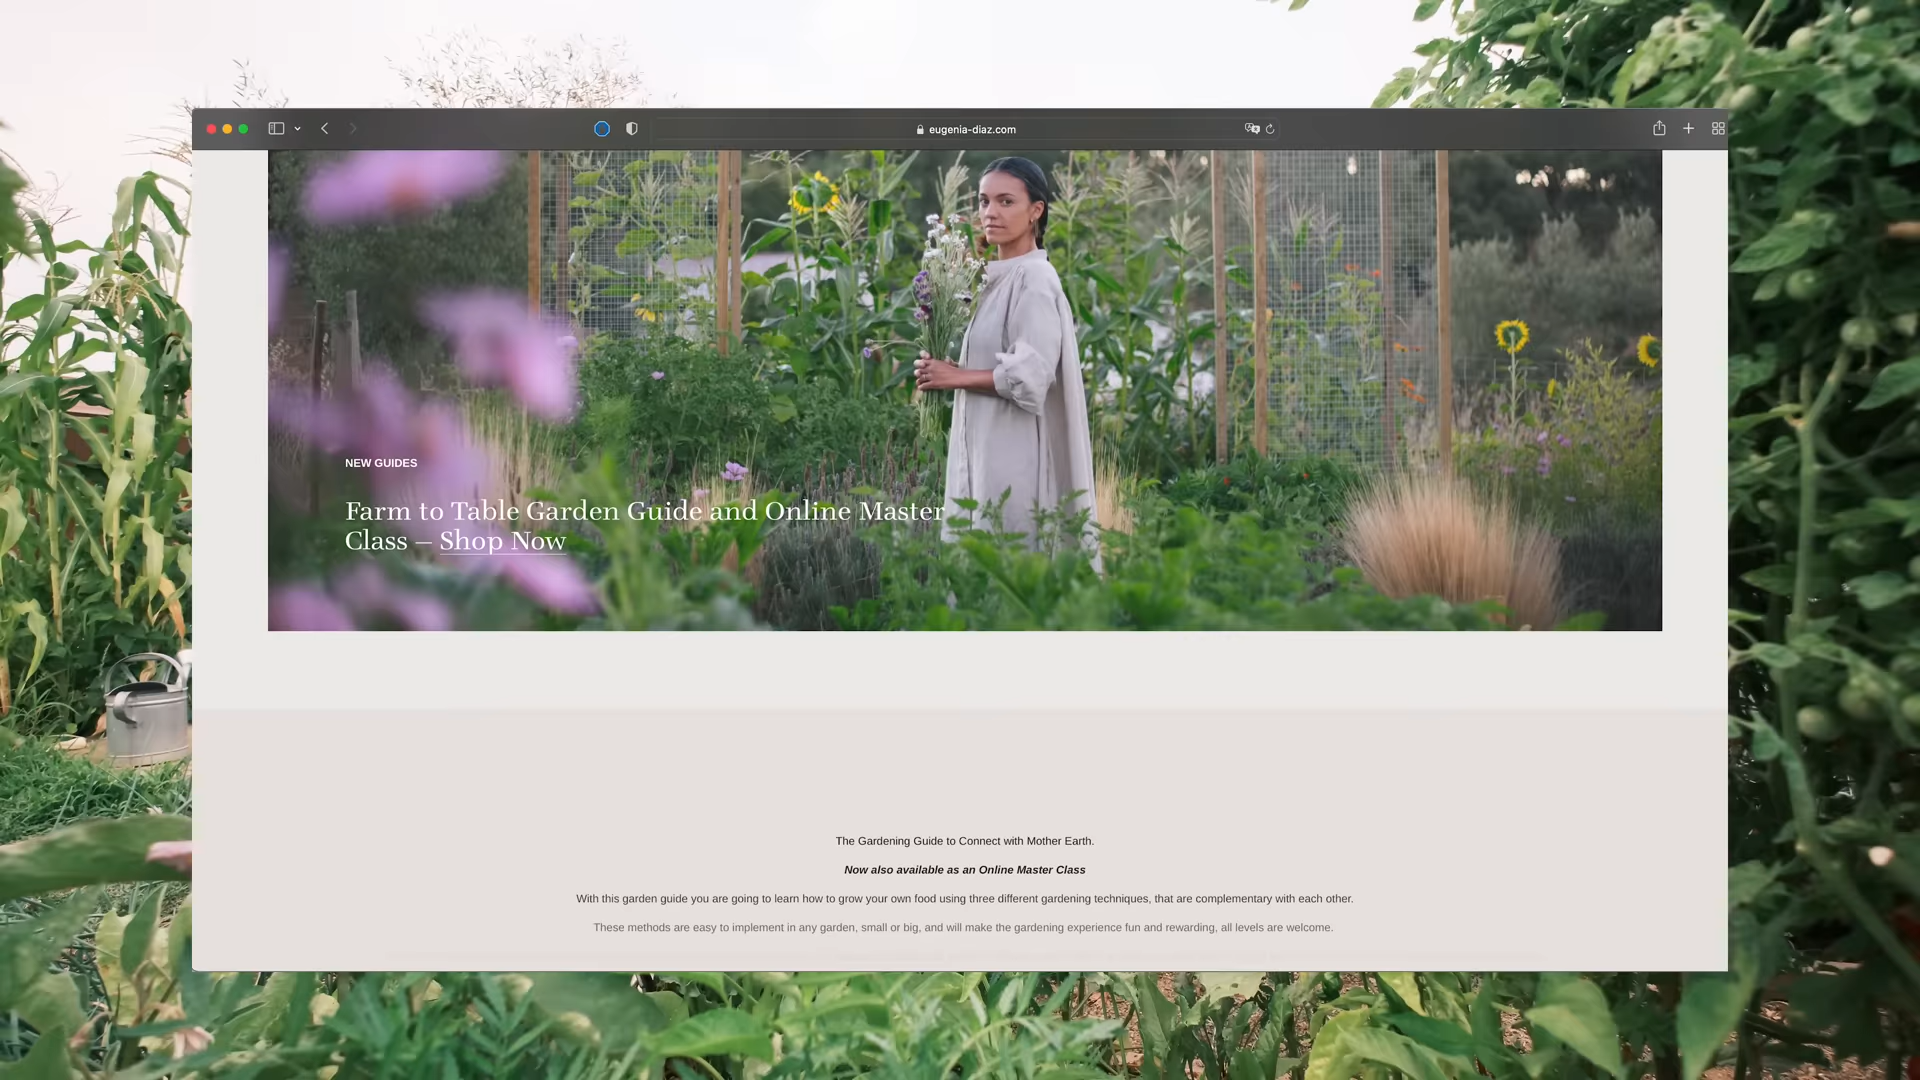 eugenia-diaz.com
NEW GUIDES
Farm to Table Garden Guide and Online Master
Class — Shop Now
The Gardening Guide to Connect with Mother Earth.
Now also available as an Online Master Class
With this garden guide you are going to learn how to grow your own food using three different gardening techniques, that are complementary with each other.
These methods are easy to implement in any garden, small or big, and will make the gardening experience fun and rewarding, all levels are welcome.